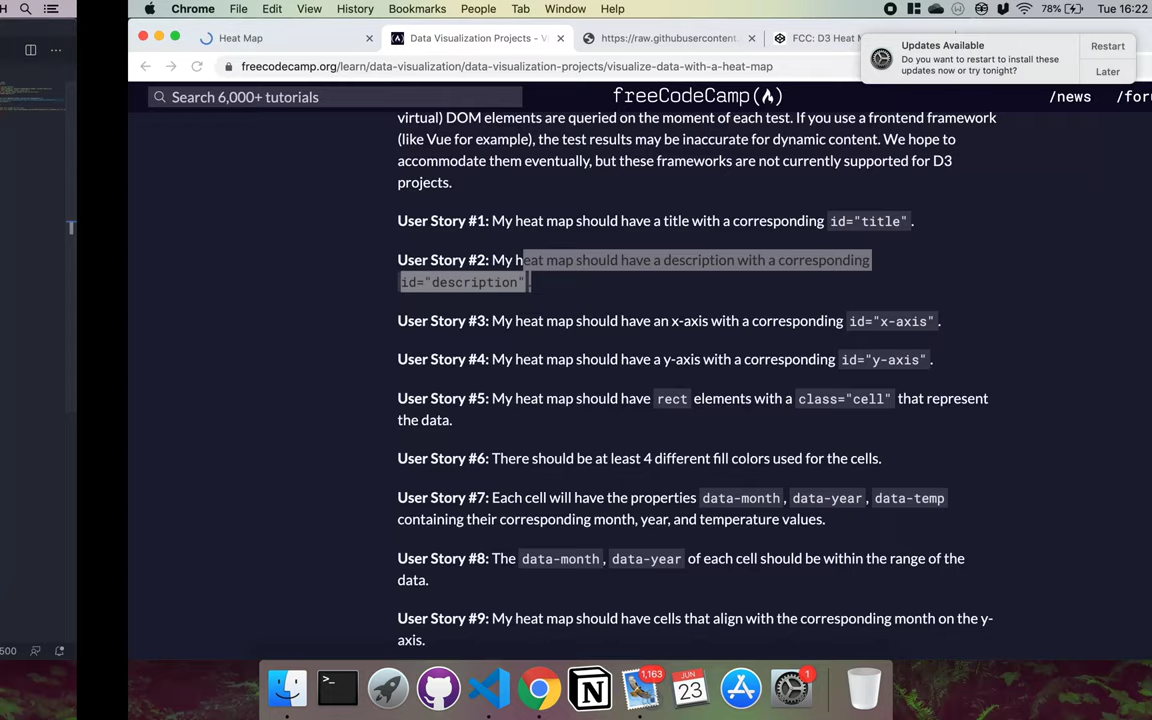 H
Chrome File Edit View History Bookmarks People Tab Window Help 78% Tue 16:22
Heat Map
Data Visualization Projects - V
https://raw.githubusercontent.
FCC: D3 Heat M
Updates Available
Do you want to restart to install these
updates now or try tonight?
Restart
Later
freecodecamp.org/learn/data-visualization/data-visualization-projects/visualize-data-with-a-heat-map
Search 6,000+ tutorials
freeCodeCamp
/news
/for
virtual) DOM elements are queried on the moment of each test. If you use a frontend framework
(like Vue for example), the test results may be inaccurate for dynamic content. We hope to
accommodate them eventually, but these frameworks are not currently supported for D3
projects.
User Story #1: My heat map should have a title with a corresponding id="title".
User Story #2: My heat map should have a description with a corresponding
id="description".
User Story #3: My heat map should have an x-axis with a corresponding id="x-axis".
User Story #4: My heat map should have a y-axis with a corresponding id="y-axis".
User Story #5: My heat map should have rect elements with a class="cell" that represent
the data.
User Story #6: There should be at least 4 different fill colors used for the cells.
User Story #7: Each cell will have the properties data-month, data-year, data-temp
containing their corresponding month, year, and temperature values.
User Story #8: The data-month, data-year of each cell should be within the range of the
data.
User Story #9: My heat map should have cells that align with the corresponding month on the y-
axis.
500
>_
N
1,163
JUN
23
1